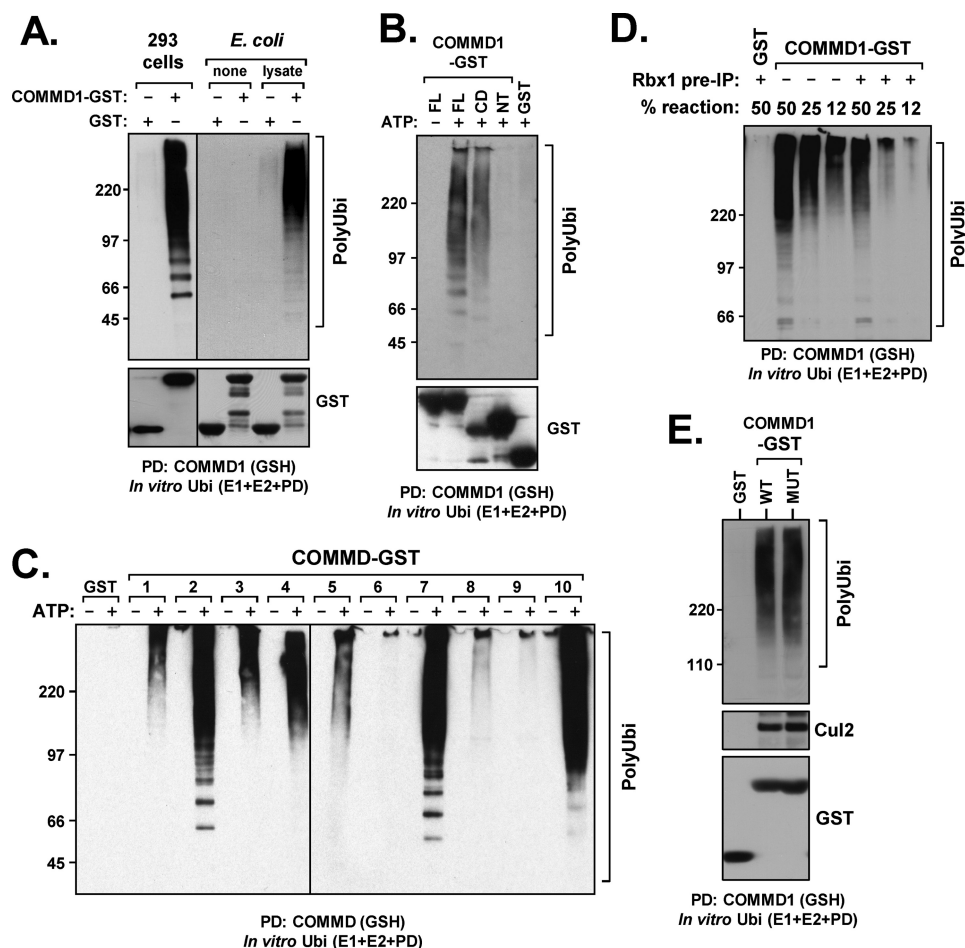 A.
293
cells
E. coli
none lysate
COMMD1-GST: – + – + – +
GST: + – + – + –
220
97
66
45
PolyUbi
GST
PD: COMMD1 (GSH)
In vitro Ubi (E1+E2+PD)
B.
COMMD1
-GST
FL FL CD NT GST
ATP: – + + + +
220
97
66
45
PolyUbi
GST
PD: COMMD1 (GSH)
In vitro Ubi (E1+E2+PD)
D.
GST COMMD1-GST
Rbx1 pre-IP: + – – – + + +
% reaction: 50 50 25 12 50 25 12
220
97
66
PolyUbi
PD: COMMD1 (GSH)
In vitro Ubi (E1+E2+PD)
C.
COMMD-GST
GST 1 2 3 4 5 6 7 8 9 10
ATP: – + – + – + – + – + – + – + – + – + – + – +
220
97
66
45
PolyUbi
PD: COMMD (GSH)
In vitro Ubi (E1+E2+PD)
E.
COMMD1
-GST
GST WT MUT
220
110
PolyUbi
Cul2
GST
PD: COMMD1 (GSH)
In vitro Ubi (E1+E2+PD)